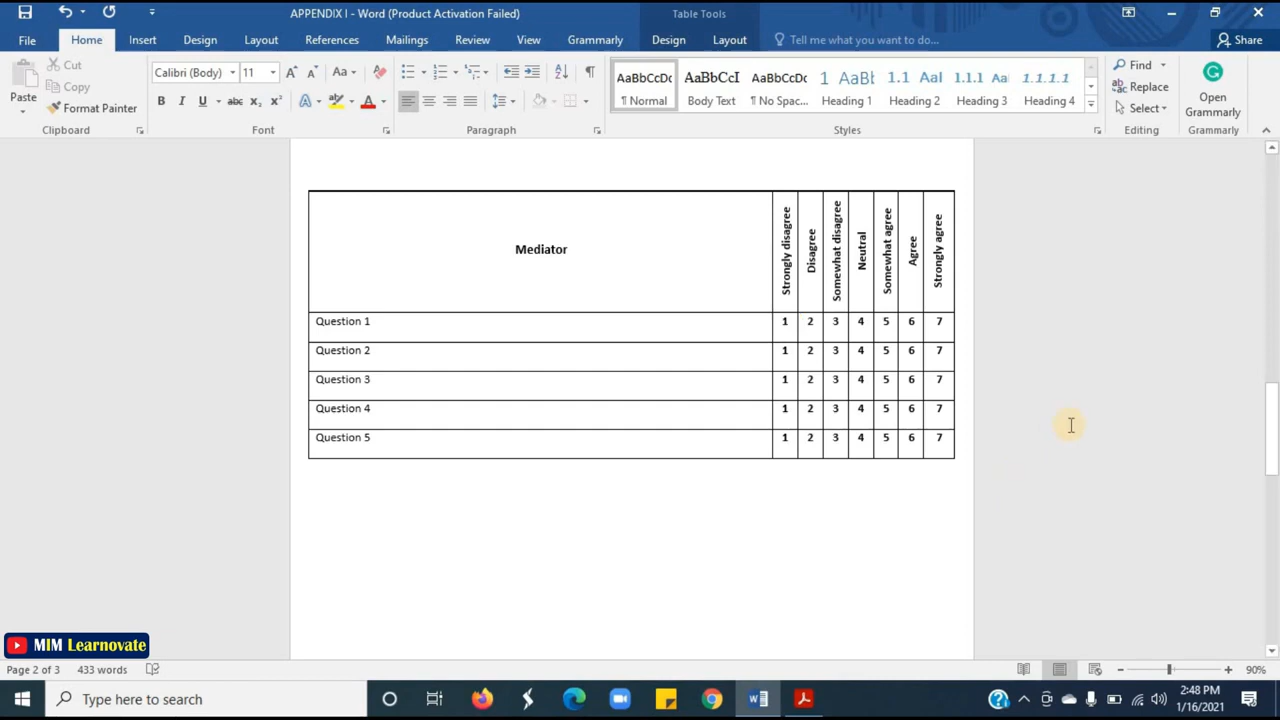 APPENDIX I - Word (Product Activation Failed)
Table Tools
File
Home
Insert
Design
Layout
References
Mailings
Review
View
Grammarly
Design
Layout
Tell me what you want to do...
Share
Paste
Cut
Copy
Format Painter
Clipboard
Calibri (Body)
11
Font
Paragraph
AaBbCcDc
¶ Normal
AaBbCcI
Body Text
AaBbCcDc
¶ No Spac...
1 AaBb
Heading 1
1.1 AaI
Heading 2
1.1.1 Aa
Heading 3
1.1.1.1
Heading 4
Styles
Find
Replace
Select
Editing
Open
Grammarly
Grammarly
Mediator
Strongly disagree
Disagree
Somewhat disagree
Neutral
Somewhat agree
Agree
Strongly agree
Question 1 1 2 3 4 5 6 7
Question 2 1 2 3 4 5 6 7
Question 3 1 2 3 4 5 6 7
Question 4 1 2 3 4 5 6 7
Question 5 1 2 3 4 5 6 7
MIM Learnovate
Page 2 of 3
433 words
90%
Type here to search
2:48 PM
1/16/2021